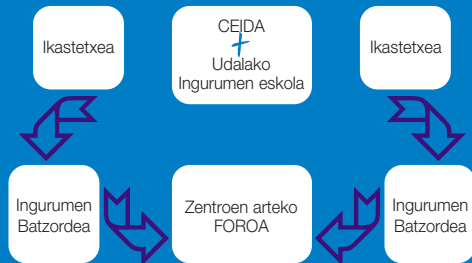 Ikastetxea
CEIDA
+
Udalako
Ingurumen eskola
Ikastetxea
Ingurumen
Batzordea
Zentroen arteko
FOROA
Ingurumen
Batzordea